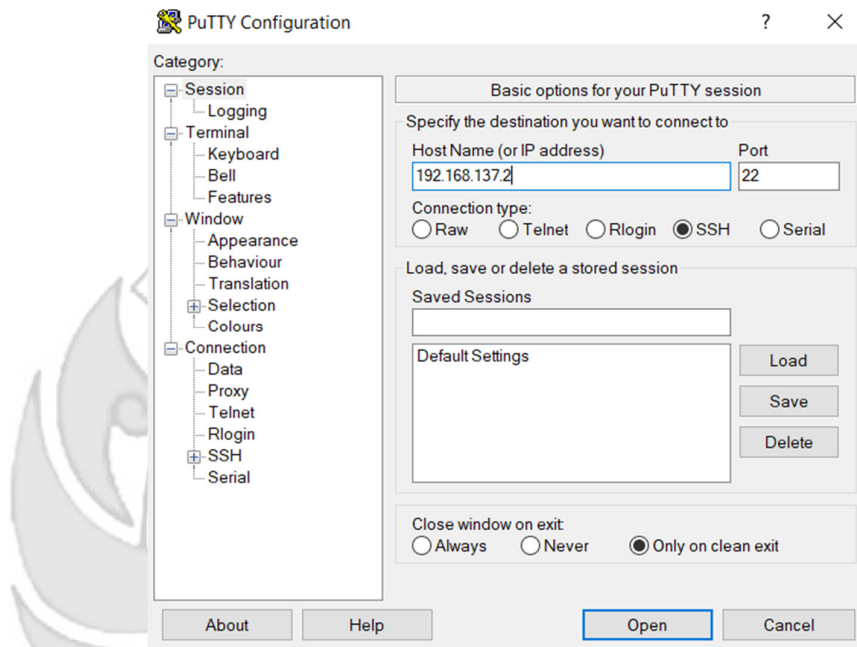 PuTTY Configuration
?
Category:
Session
Logging
Terminal
Keyboard
Bell
Features
Window
Appearance
Behaviour
Translation
Selection
Colours
Connection
Data
Proxy
Telnet
Rlogin
SSH
Serial
Basic options for your PuTTY session
Specify the destination you want to connect to
Host Name (or IP address) Port
192.168.137.2 22
Connection type:
Raw Telnet Rlogin SSH Serial
Load, save or delete a stored session
Saved Sessions
Default Settings
Load
Save
Delete
Close window on exit:
Always Never Only on clean exit
About Help Open Cancel